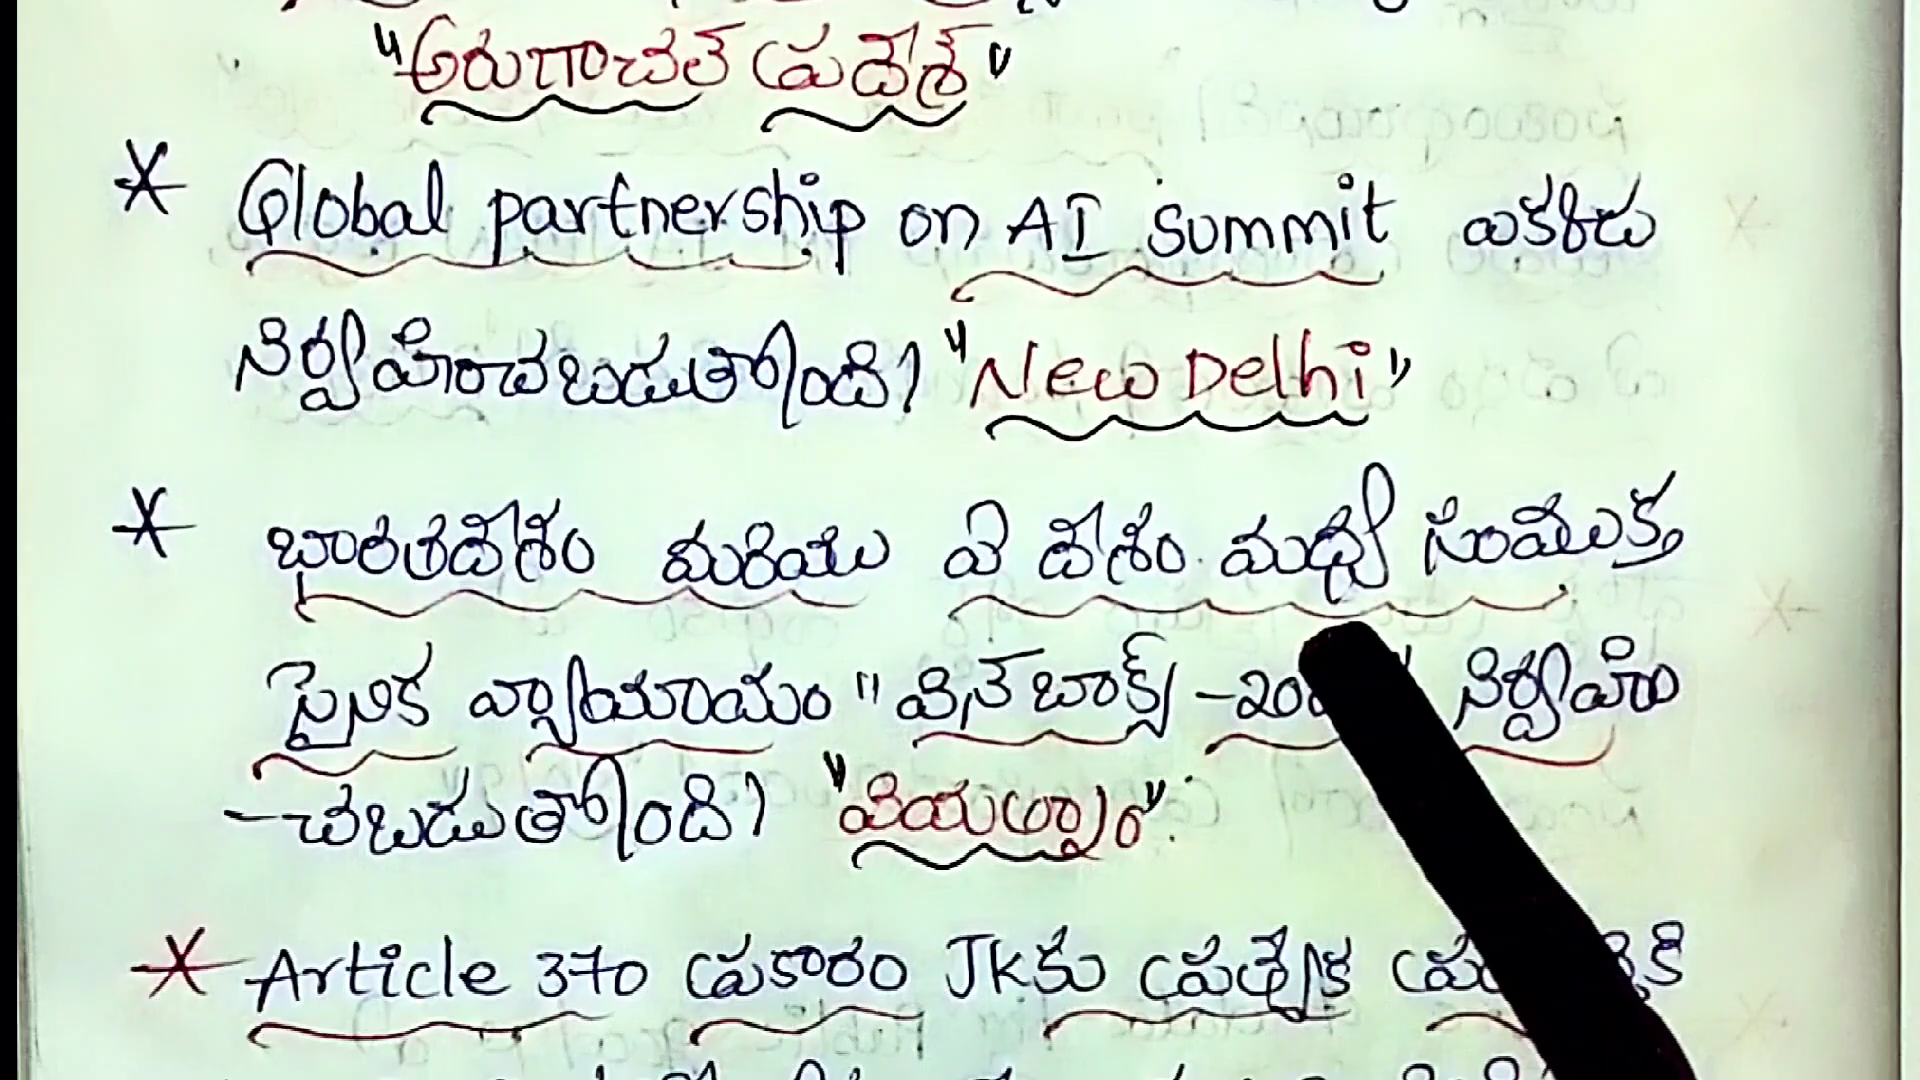 "అరుణాచల్ ప్రదేశ్"
* Global partnership on AI summit ఎక్కడ
నిర్వహించబడుతోంది? "New Delhi"
* భారతదేశం మరియు ఏ దేశం మధ్య సంయుక్త
సైనిక వ్యాయామం "విన్ బాక్స్ - నిర్వహిం
-చబడుతోంది? "వియత్నాం".
* Article 370 ప్రకారం JKకు ప్రత్యేక